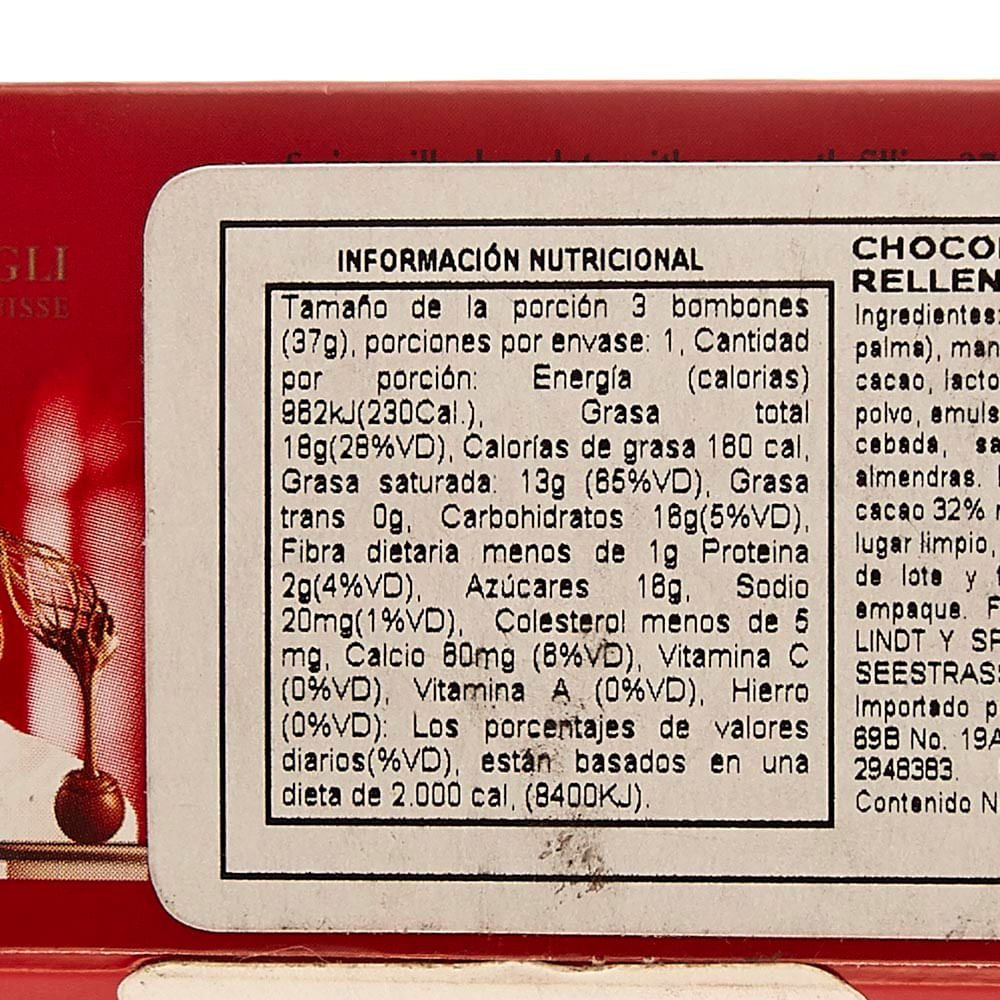 GLI
UISSE
INFORMACIÓN NUTRICIONAL
Tamaño de la porción 3 bombones
(37g), porciones por envase: 1, Cantidad
por porción: Energía (calorias)
962kJ(230Cal.), Grasa total
18g(28%VD), Calorías de grasa 160 cal,
Grasa saturada: 13g (65%VD), Grasa
trans 0g, Carbohidratos 16g(5%VD),
Fibra dietaria menos de 1g Proteina
2g(4%VD), Azúcares 16g, Sodio
20mg(1%VD), Colesterol menos de 5
mg, Calcio 60mg (6%VD), Vitamina C
(0%VD), Vitamina A (0%VD), Hierro
(0%VD): Los porcentajes de valores
diarios(%VD), están basados en una
dieta de 2.000 cal, (8400KJ).
CHOCO
RELLEN
Ingredientes:
palma), man
cacao, lacto
polvo, emuls
cebada, sa
almendras.
cacao 32%
lugar limpio,
de lote y
empaque. F
LINDT Y SP
SEESTRASS
Importado p
69B No. 19A
2948383.
Contenido N